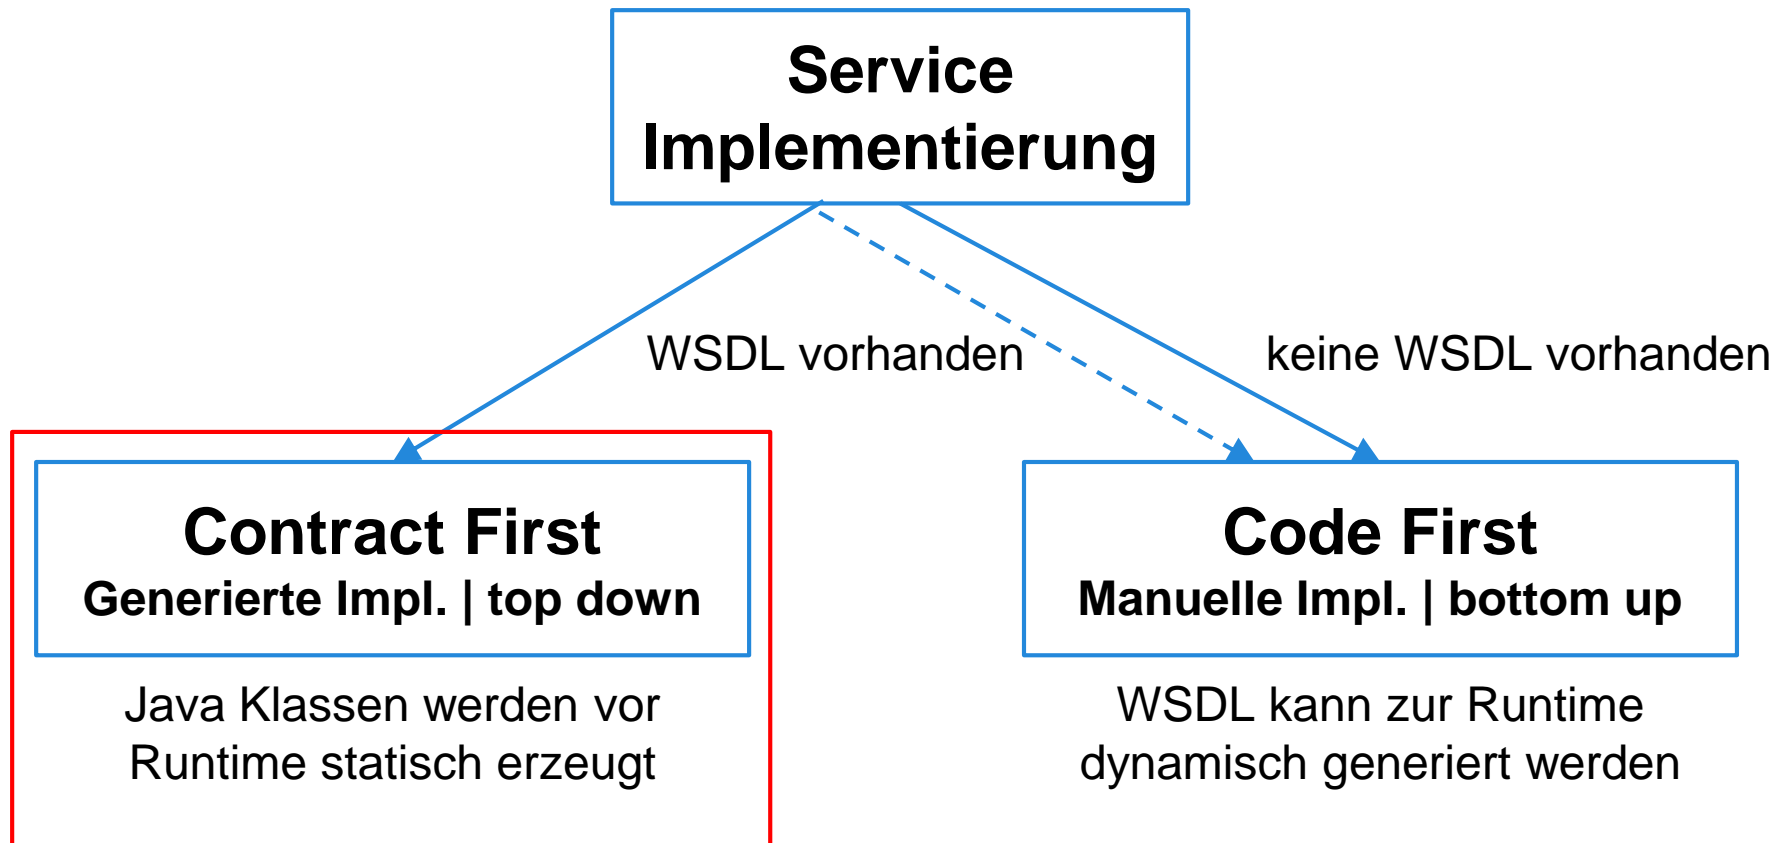 Service
Implementierung
WSDL vorhanden
keine WSDL vorhanden
Contract First
Generierte Impl. | top down
Java Klassen werden vor
Runtime statisch erzeugt
Code First
Manuelle Impl. | bottom up
WSDL kann zur Runtime
dynamisch generiert werden